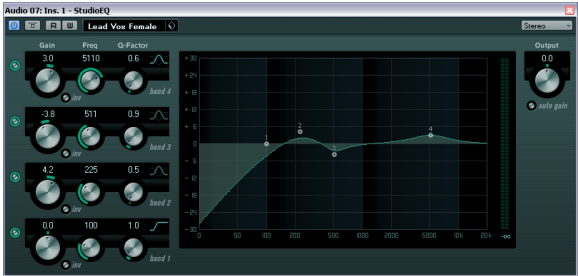 Audio 07: Ins. 1 - StudioEQ
R W Lead Vox Female Stereo
Gain Freq Q-Factor Output
3.0 5110 0.6 0.0
inv band 4 auto gain
-3.8 511 0.9
inv band 3
4.2 225 0.5
inv band 2
0.0 100 1.0
inv band 1
+30
+24
+18
+12
+6
0
-6
-12
-18
-24
-30
1 2 3 4
0 50 100 200 500 1000 2000 5000 10k 20k -∞